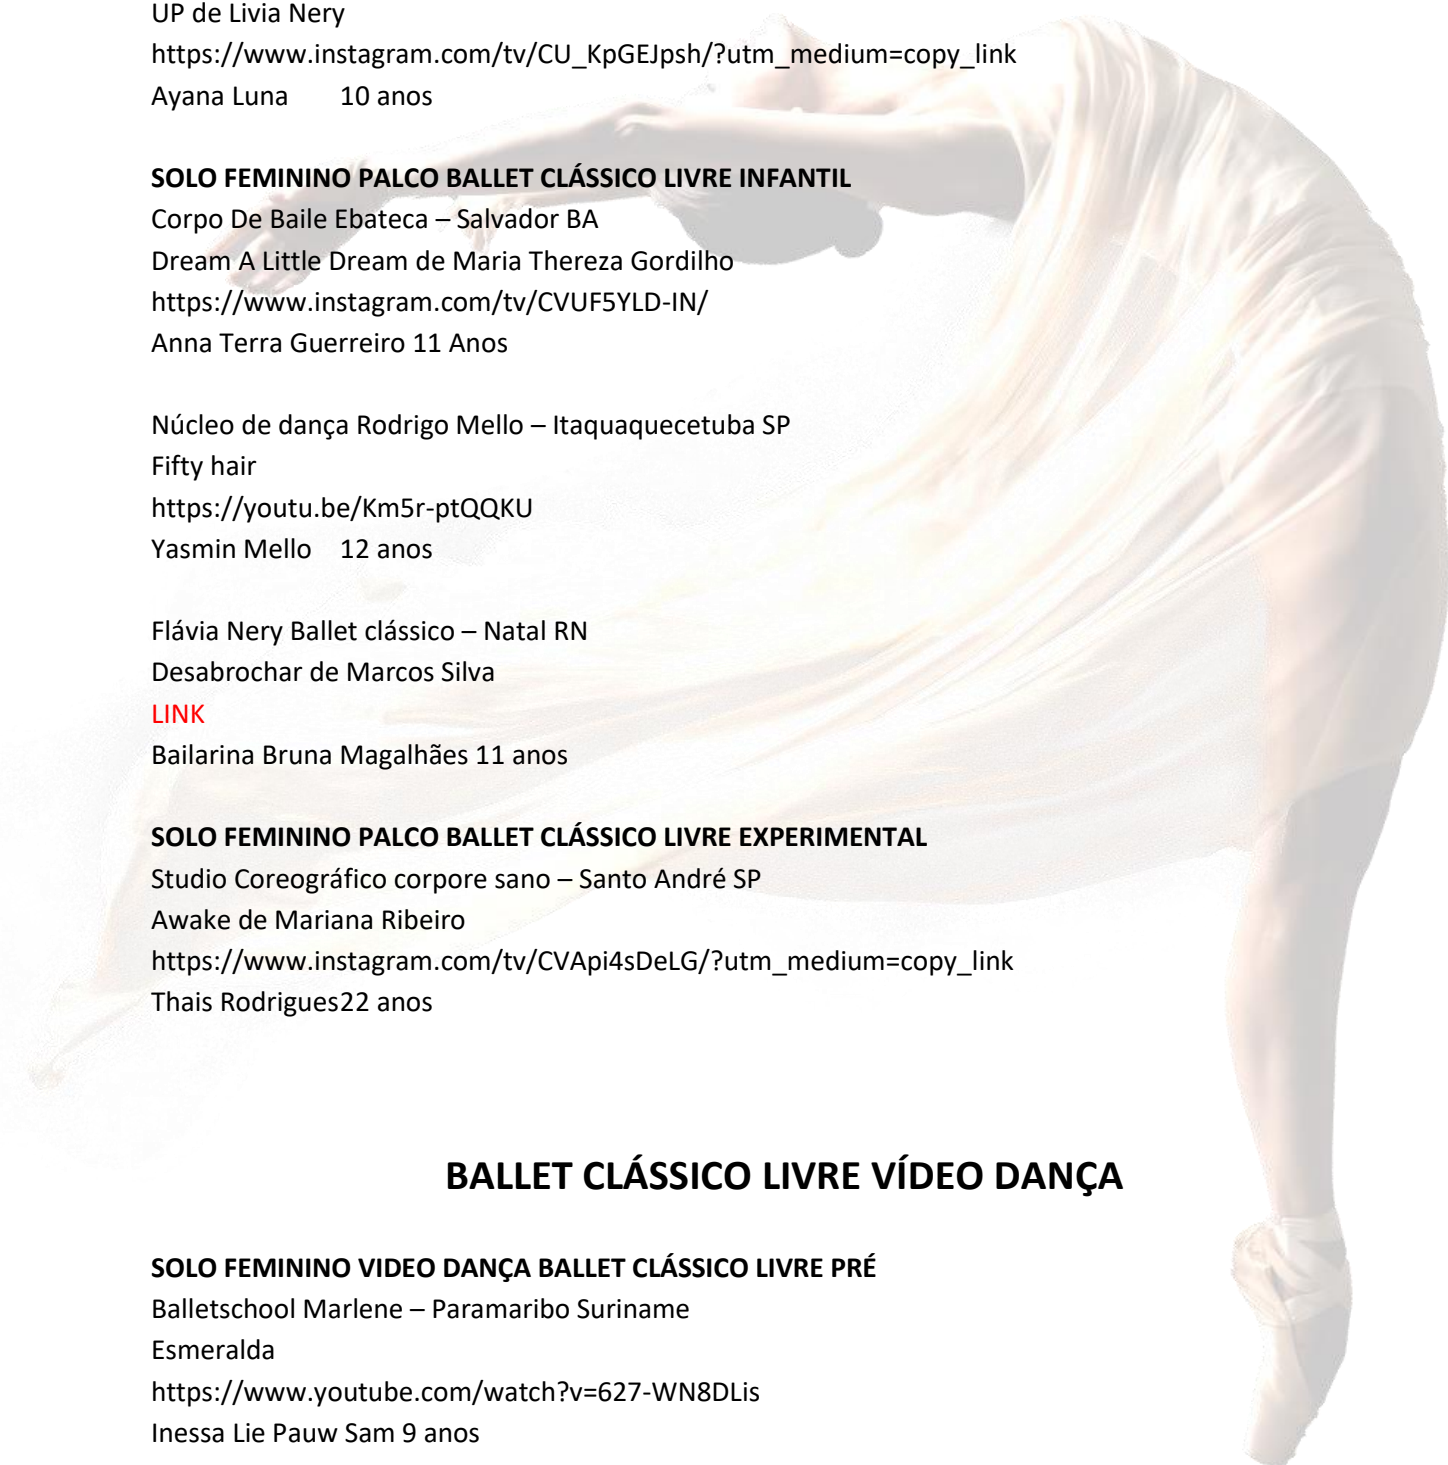 UP de Livia Nery
https://www.instagram.com/tv/CU_KpGEJpsh/?utm_medium=copy_link
Ayana Luna 10 anos
SOLO FEMININO PALCO BALLET CLÁSSICO LIVRE INFANTIL
Corpo De Baile Ebateca – Salvador BA
Dream A Little Dream de Maria Thereza Gordilho
https://www.instagram.com/tv/CVUF5YLD-IN/
Anna Terra Guerreiro 11 Anos
Núcleo de dança Rodrigo Mello – Itaquaquecetuba SP
Fifty hair
https://youtu.be/Km5r-ptQQKU
Yasmin Mello 12 anos
Flávia Nery Ballet clássico – Natal RN
Desabrochar de Marcos Silva
LINK
Bailarina Bruna Magalhães 11 anos
SOLO FEMININO PALCO BALLET CLÁSSICO LIVRE EXPERIMENTAL
Studio Coreográfico corpore sano – Santo André SP
Awake de Mariana Ribeiro
https://www.instagram.com/tv/CVApi4sDeLG/?utm_medium=copy_link
Thais Rodrigues22 anos
BALLET CLÁSSICO LIVRE VÍDEO DANÇA
SOLO FEMININO VIDEO DANÇA BALLET CLÁSSICO LIVRE PRÉ
Balletschool Marlene – Paramaribo Suriname
Esmeralda
https://www.youtube.com/watch?v=627-WN8DLis
Inessa Lie Pauw Sam 9 anos